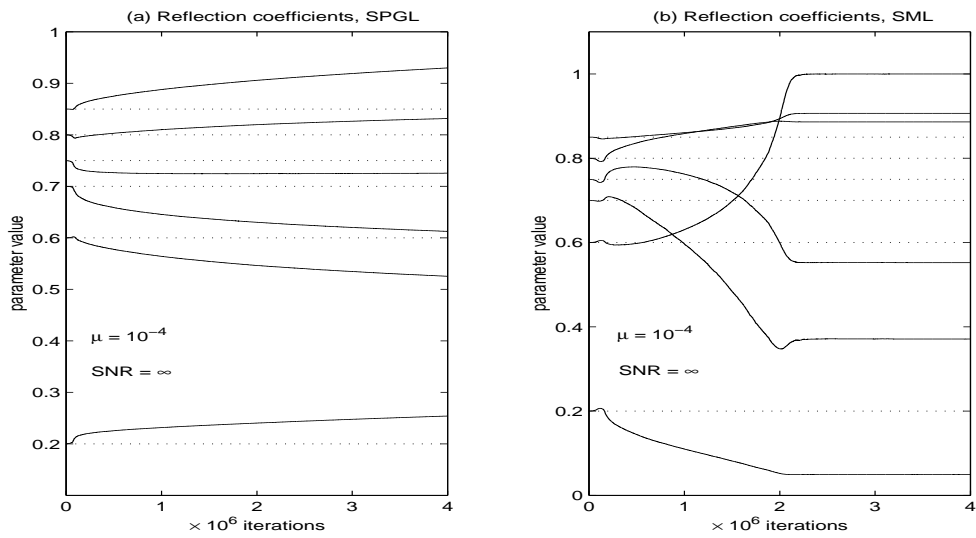 (a) Reflection coefficients, SPGL
1
0.9
0.8
0.7
0.6
0.5
0.4
0.3
0.2
parameter value
μ = 10⁻⁴
SNR = ∞
0 1 2 3 4
× 10⁶ iterations
(b) Reflection coefficients, SML
1
0.8
0.6
0.4
0.2
0
parameter value
μ = 10⁻⁴
SNR = ∞
0 1 2 3 4
× 10⁶ iterations